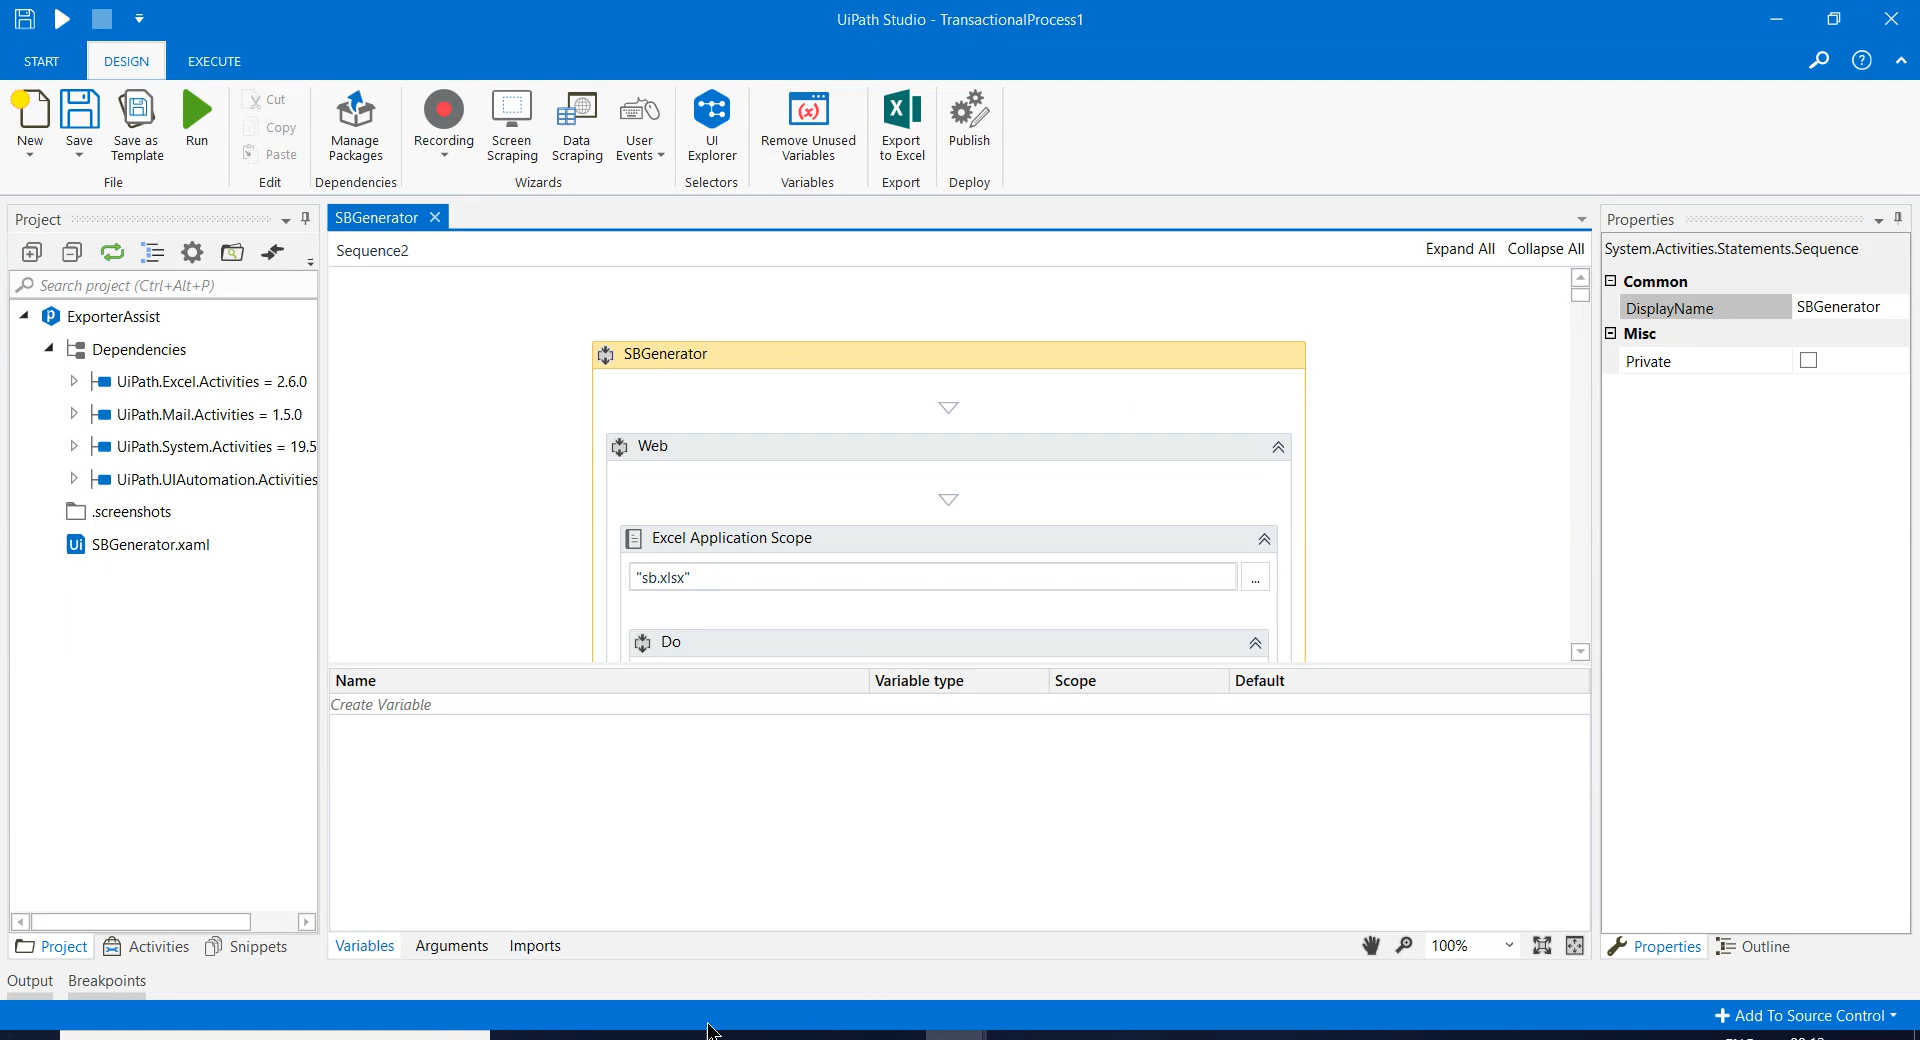 UiPath Studio - TransactionalProcess1
START DESIGN EXECUTE
New
Save
Save as Template
Run
Cut
Copy
Paste
Manage Packages
Recording
Screen Scraping
Data Scraping
User Events
UI Explorer
Remove Unused Variables
Export to Excel
Publish
File Edit Dependencies Wizards Selectors Variables Export Deploy
Project
Search project (Ctrl+Alt+P)
ExporterAssist
Dependencies
UiPath.Excel.Activities = 2.6.0
UiPath.Mail.Activities = 1.5.0
UiPath.System.Activities = 19.5
UiPath.UIAutomation.Activities
.screenshots
Ui SBGenerator.xaml
Project Activities Snippets
SBGenerator
Sequence2
Expand All Collapse All
SBGenerator
Web
Excel Application Scope
"sb.xlsx"
...
Do
Name Variable type Scope Default
Create Variable
Variables Arguments Imports
100%
Properties
System.Activities.Statements.Sequence
Common
DisplayName SBGenerator
Misc
Private
Properties Outline
Output Breakpoints
Add To Source Control